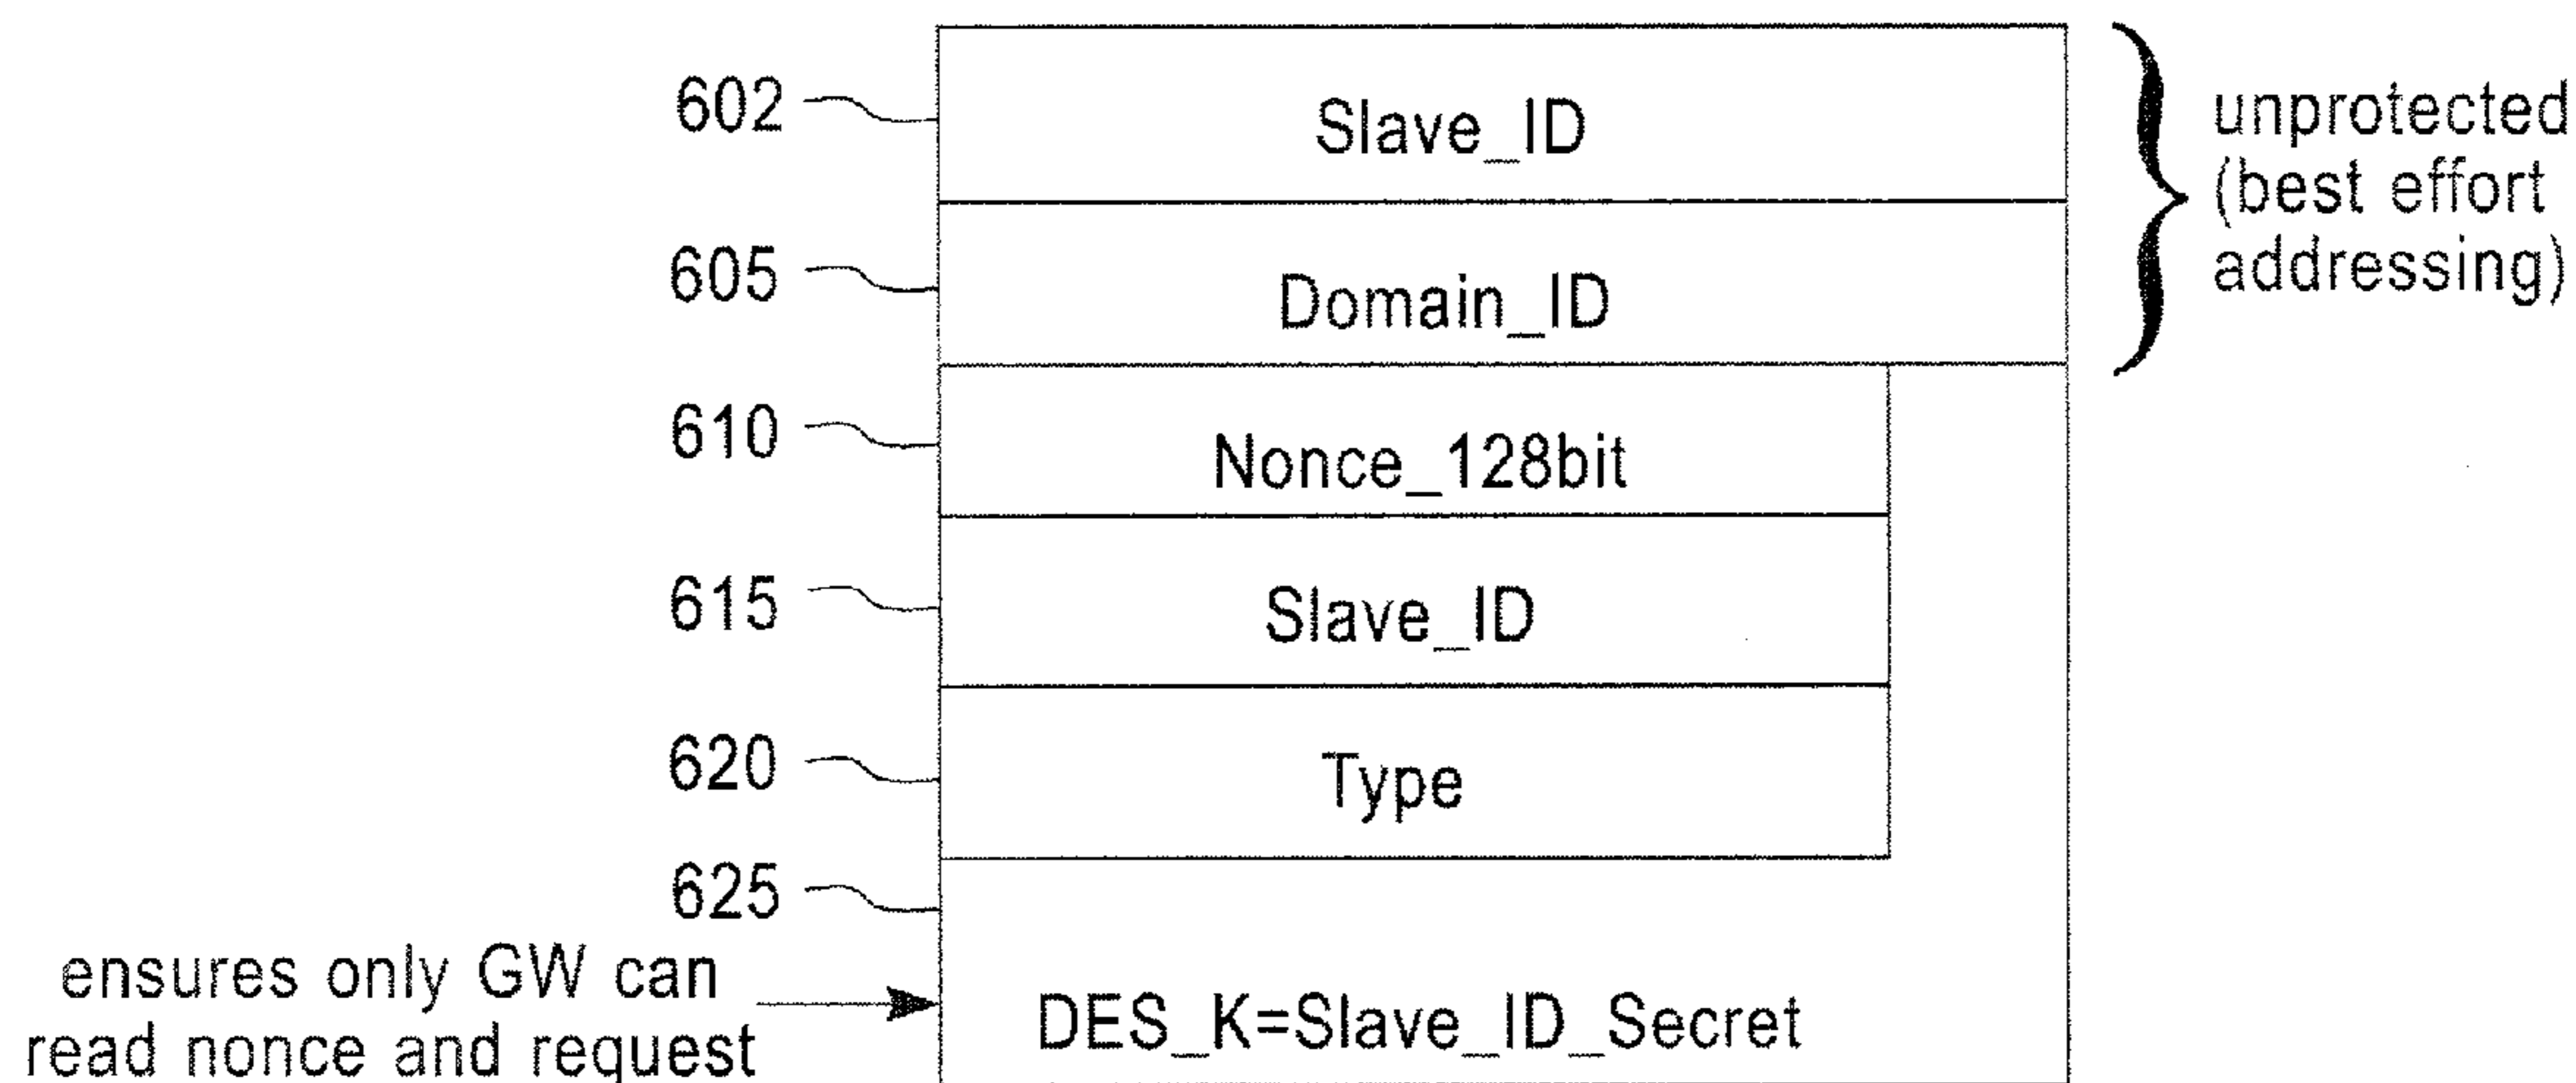 602
Slave_ID
unprotected
(best effort
addressing)
605
Domain_ID
610
Nonce_128bit
615
Slave_ID
620
Type
625
ensures only GW can
read nonce and request
DES_K=Slave_ID_Secret